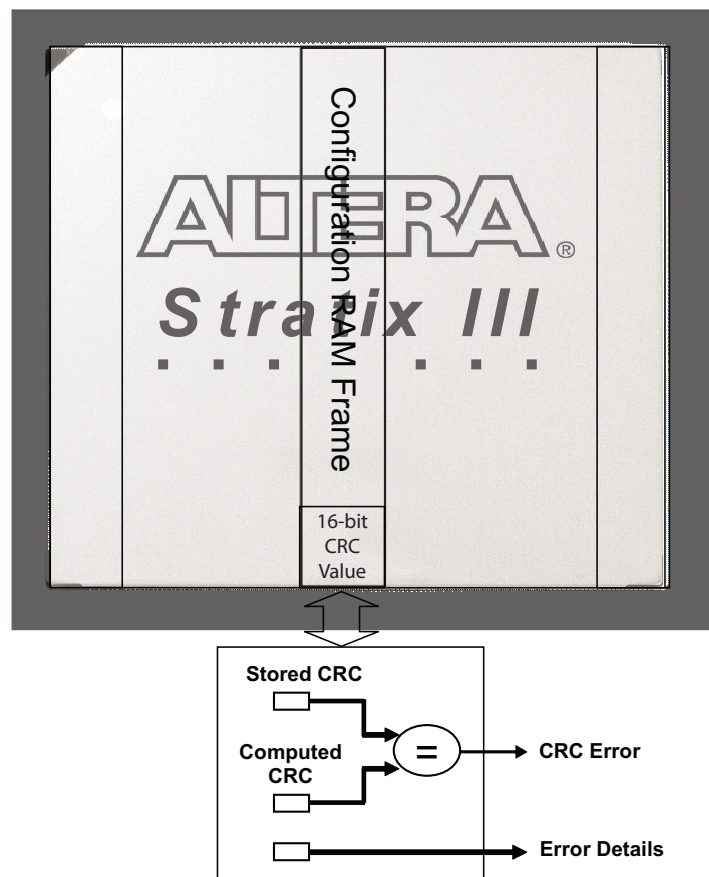 Configuration RAM Frame
ALTERA®
Stratix III
16-bit
CRC
Value
Stored CRC
Computed
CRC
=
CRC Error
Error Details